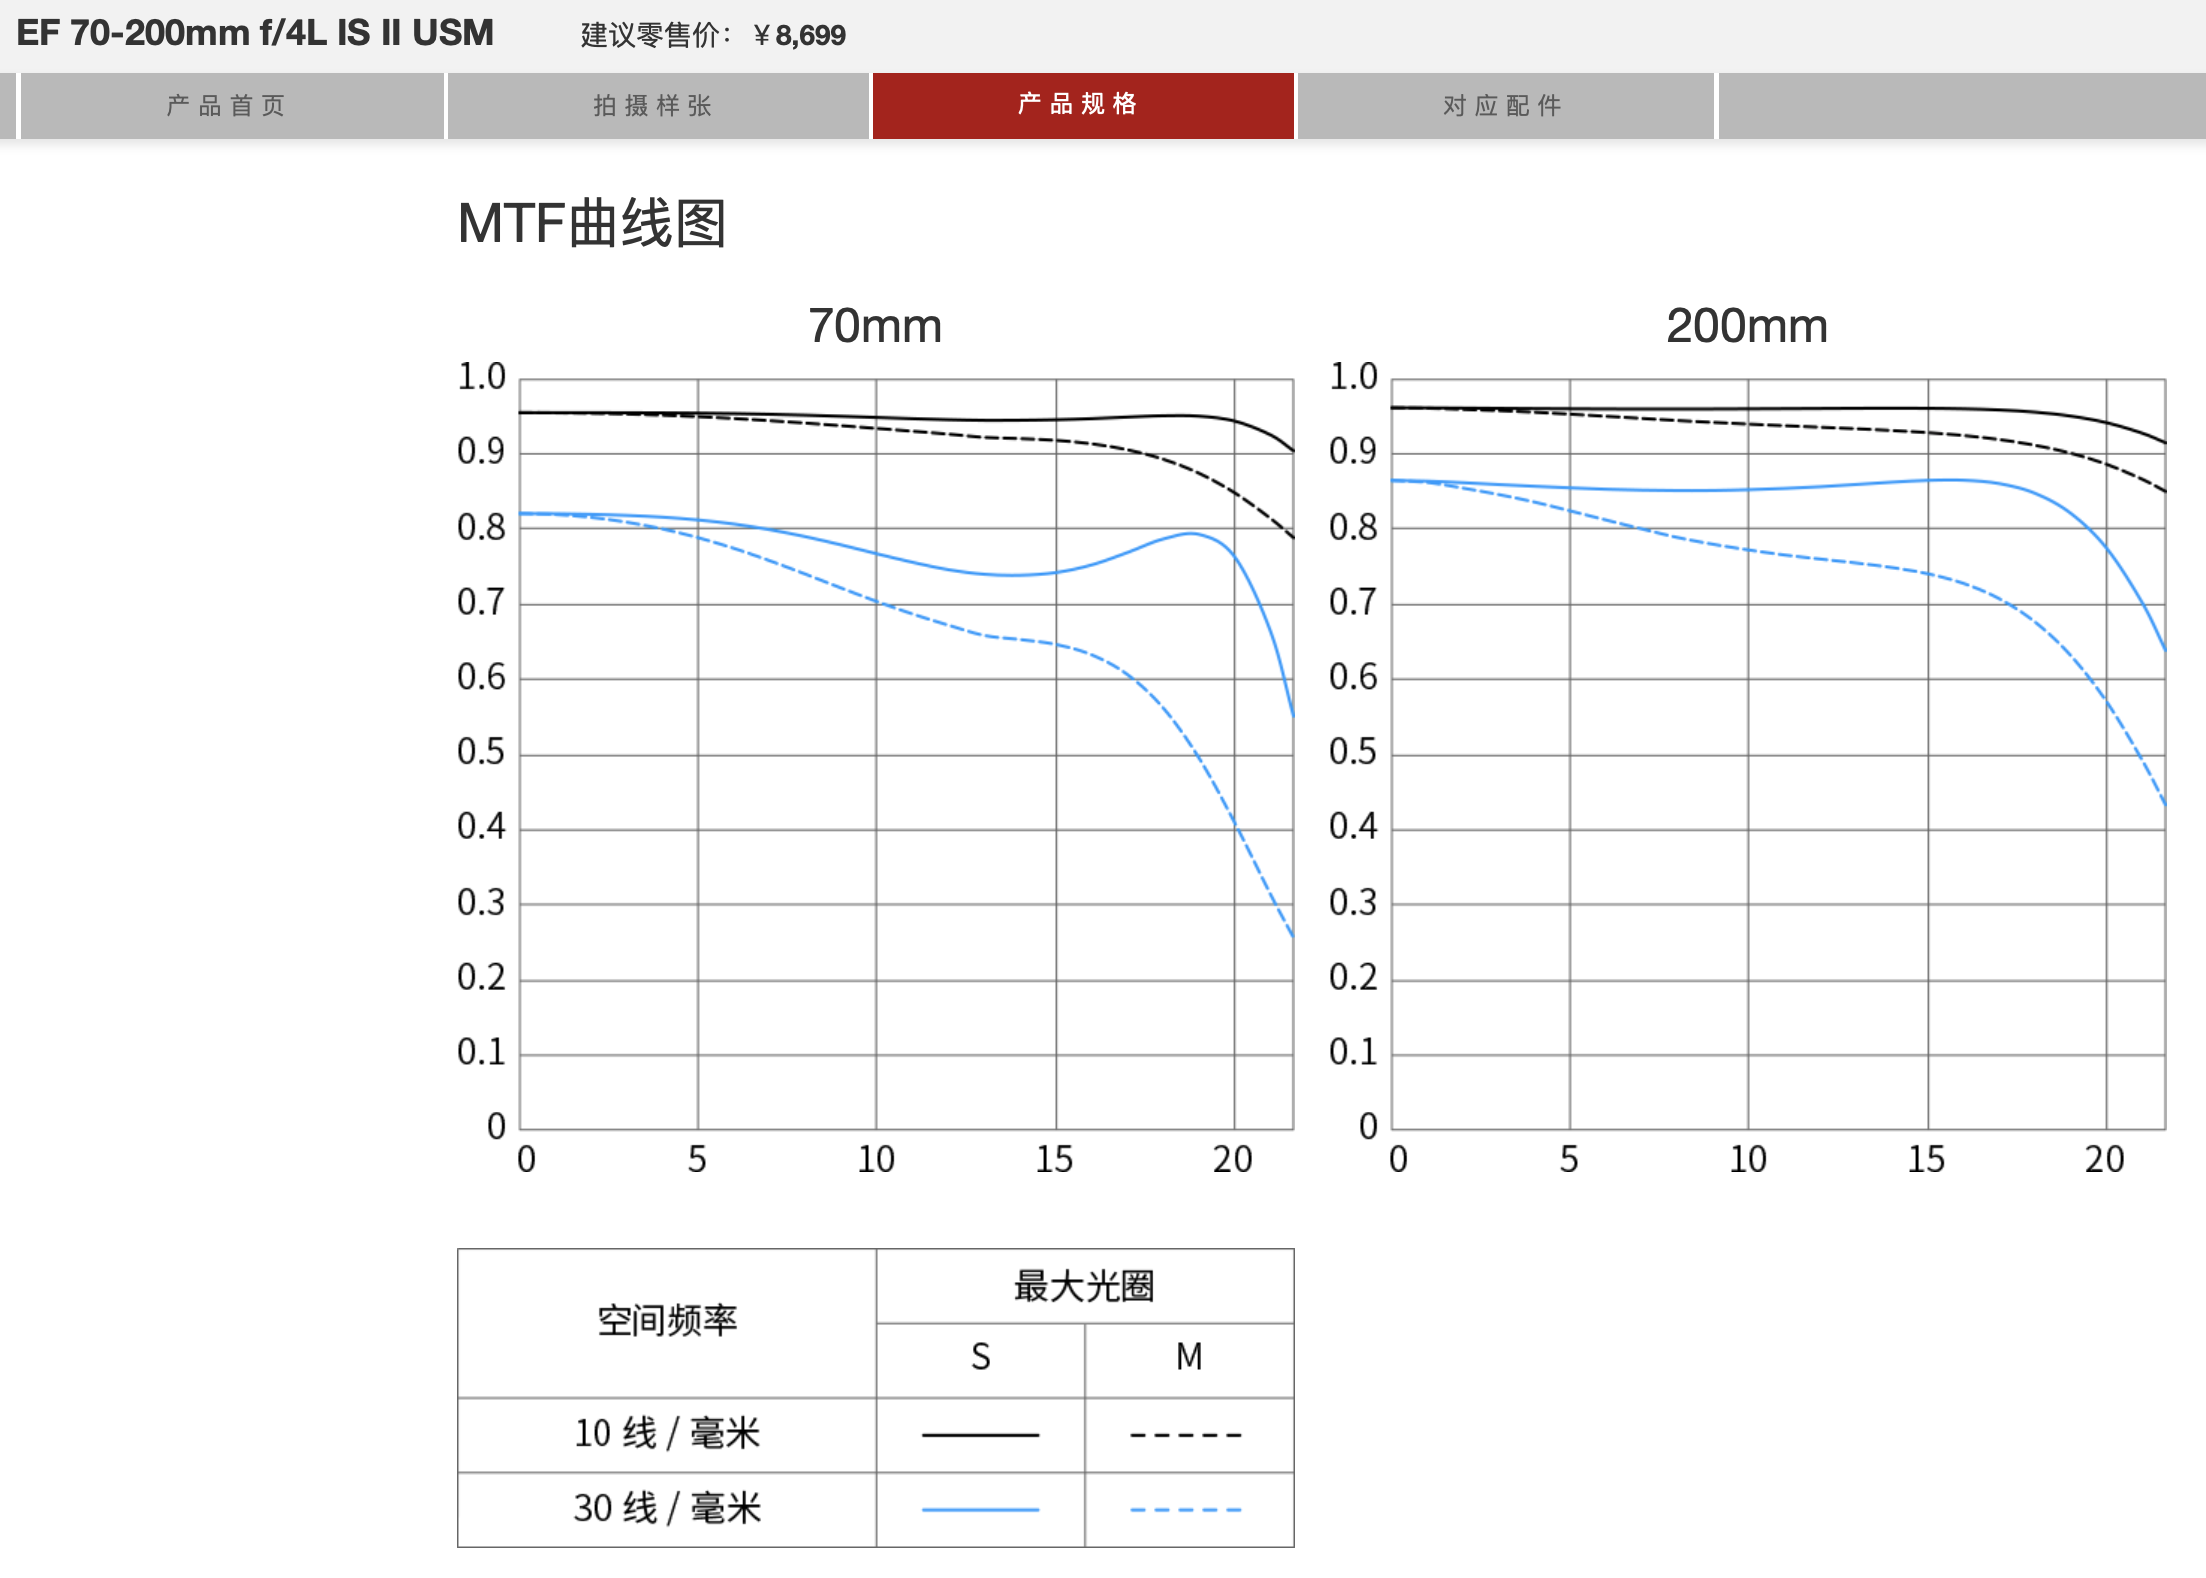 EF 70-200mm f/4L IS II USM 建议零售价：￥8,699
产品首页 拍摄样张 产品规格 对应配件
MTF曲线图
70mm 200mm
1.0 1.0
0.9 0.9
0.8 0.8
0.7 0.7
0.6 0.6
0.5 0.5
0.4 0.4
0.3 0.3
0.2 0.2
0.1 0.1
0 0
0 5 10 15 20 0 5 10 15 20
最大光圈
空间频率
S M
10 线 / 毫米
30 线 / 毫米